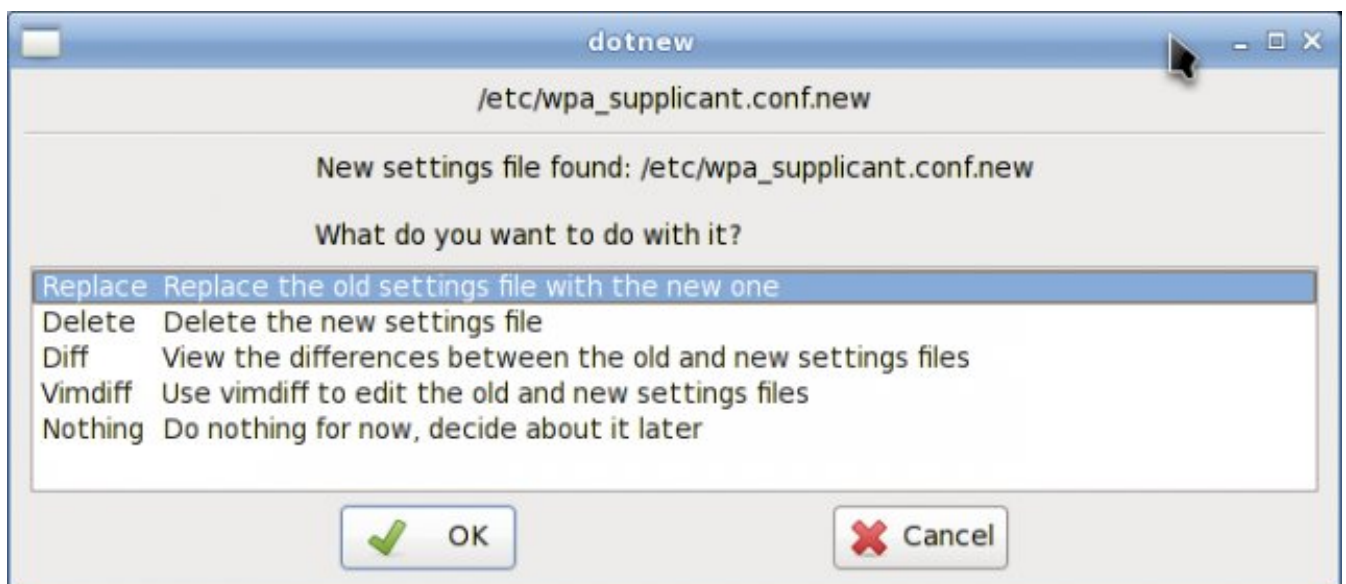 dotnew
/etc/wpa_supplicant.conf.new
New settings file found: /etc/wpa_supplicant.conf.new
What do you want to do with it?
Replace Replace the old settings file with the new one
Delete Delete the new settings file
Diff View the differences between the old and new settings files
Vimdiff Use vimdiff to edit the old and new settings files
Nothing Do nothing for now, decide about it later
OK Cancel